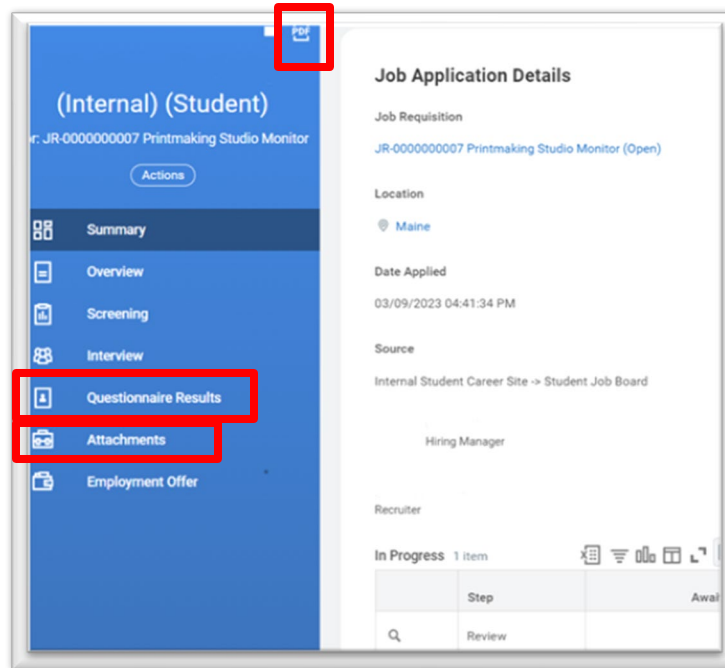 PDF
(Internal) (Student)
r: JR-0000000007 Printmaking Studio Monitor
Actions
Summary
Overview
Screening
Interview
Questionnaire Results
Attachments
Employment Offer
Job Application Details
Job Requisition
JR-0000000007 Printmaking Studio Monitor (Open)
Location
Maine
Date Applied
03/09/2023 04:41:34 PM
Source
Internal Student Career Site -> Student Job Board
Hiring Manager
Recruiter
In Progress 1 item
Step Awai
Review